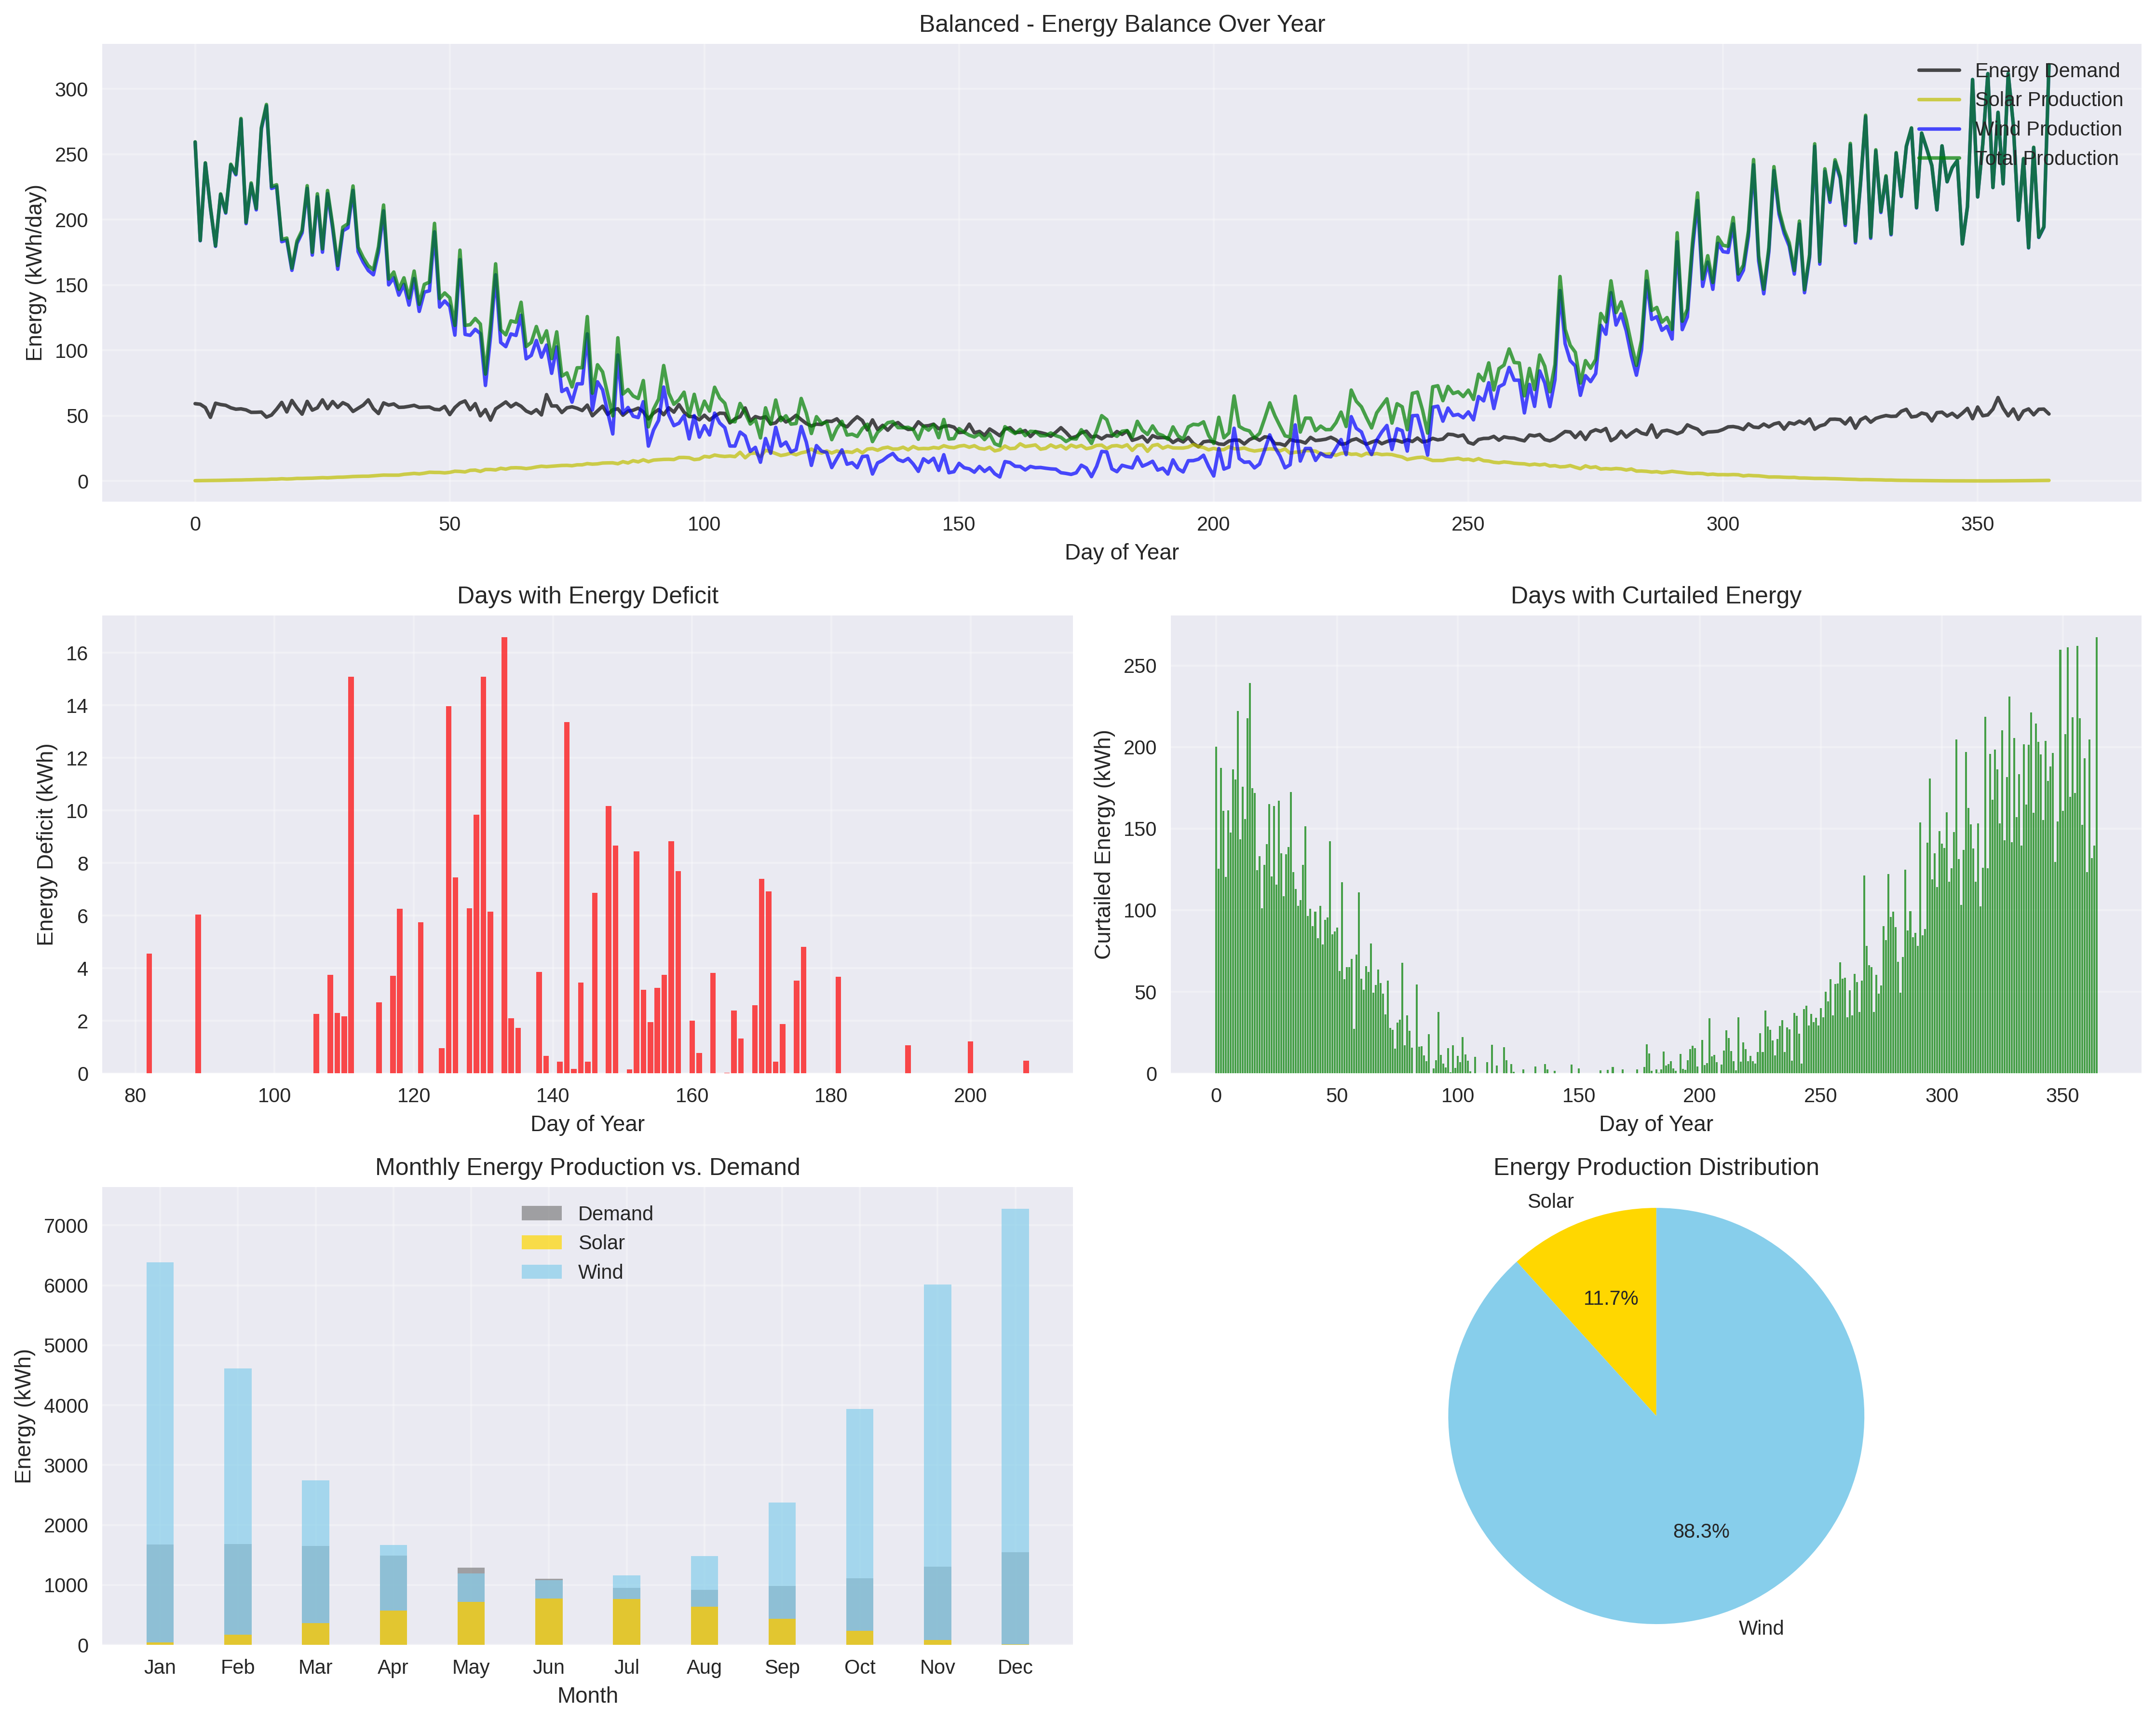 Balanced - Energy Balance Over Year
Energy (kWh/day)
300
250
200
150
100
50
0
Energy Demand
Solar Production
Wind Production
Total Production
0 50 100 150 200 250 300 350
Day of Year
Days with Energy Deficit
Energy Deficit (kWh)
16
14
12
10
8
6
4
2
0
80 100 120 140 160 180 200
Day of Year
Days with Curtailed Energy
Curtailed Energy (kWh)
250
200
150
100
50
0
0 50 100 150 200 250 300 350
Day of Year
Monthly Energy Production vs. Demand
Energy (kWh)
7000
6000
5000
4000
3000
2000
1000
0
Demand
Solar
Wind
Jan Feb Mar Apr May Jun Jul Aug Sep Oct Nov Dec
Month
Energy Production Distribution
Solar
11.7%
88.3%
Wind